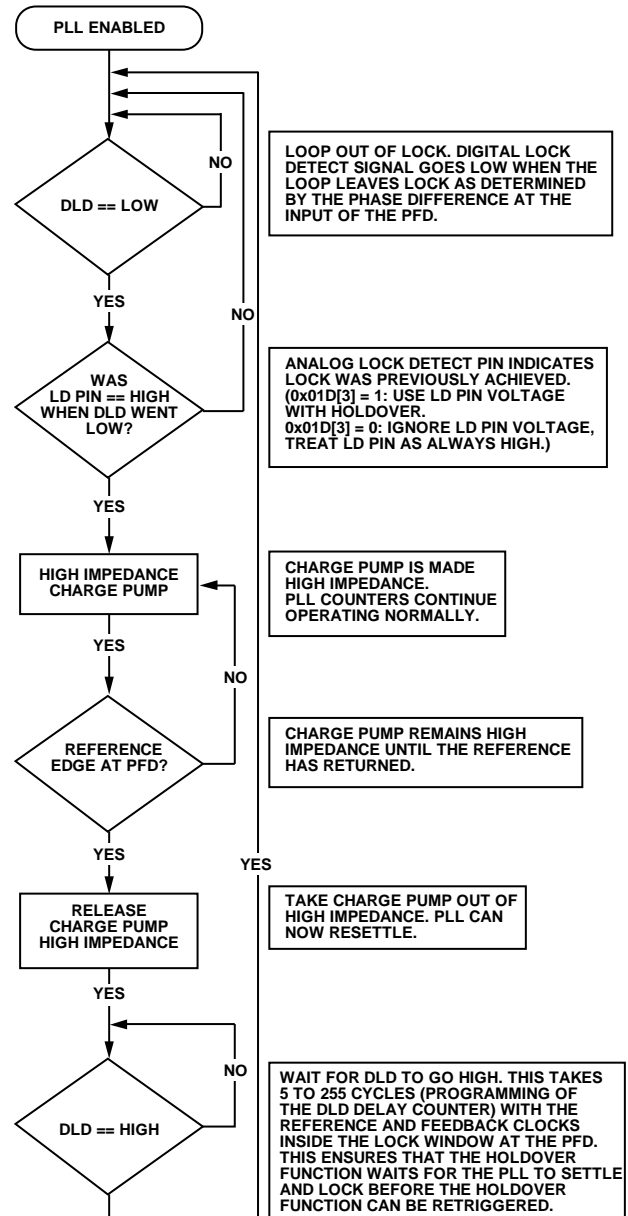 PLL ENABLED
NO
DLD == LOW
LOOP OUT OF LOCK. DIGITAL LOCK
DETECT SIGNAL GOES LOW WHEN THE
LOOP LEAVES LOCK AS DETERMINED
BY THE PHASE DIFFERENCE AT THE
INPUT OF THE PFD.
YES
NO
WAS
LD PIN == HIGH
WHEN DLD WENT
LOW?
ANALOG LOCK DETECT PIN INDICATES
LOCK WAS PREVIOUSLY ACHIEVED.
(0x01D[3] = 1: USE LD PIN VOLTAGE
WITH HOLDOVER.
0x01D[3] = 0: IGNORE LD PIN VOLTAGE,
TREAT LD PIN AS ALWAYS HIGH.)
YES
HIGH IMPEDANCE
CHARGE PUMP
CHARGE PUMP IS MADE
HIGH IMPEDANCE.
PLL COUNTERS CONTINUE
OPERATING NORMALLY.
YES
NO
REFERENCE
EDGE AT PFD?
CHARGE PUMP REMAINS HIGH
IMPEDANCE UNTIL THE REFERENCE
HAS RETURNED.
YES
YES
RELEASE
CHARGE PUMP
HIGH IMPEDANCE
TAKE CHARGE PUMP OUT OF
HIGH IMPEDANCE. PLL CAN
NOW RESETTLE.
YES
NO
DLD == HIGH
WAIT FOR DLD TO GO HIGH. THIS TAKES
5 TO 255 CYCLES (PROGRAMMING OF
THE DLD DELAY COUNTER) WITH THE
REFERENCE AND FEEDBACK CLOCKS
INSIDE THE LOCK WINDOW AT THE PFD.
THIS ENSURES THAT THE HOLDOVER
FUNCTION WAITS FOR THE PLL TO SETTLE
AND LOCK BEFORE THE HOLDOVER
FUNCTION CAN BE RETRIGGERED.